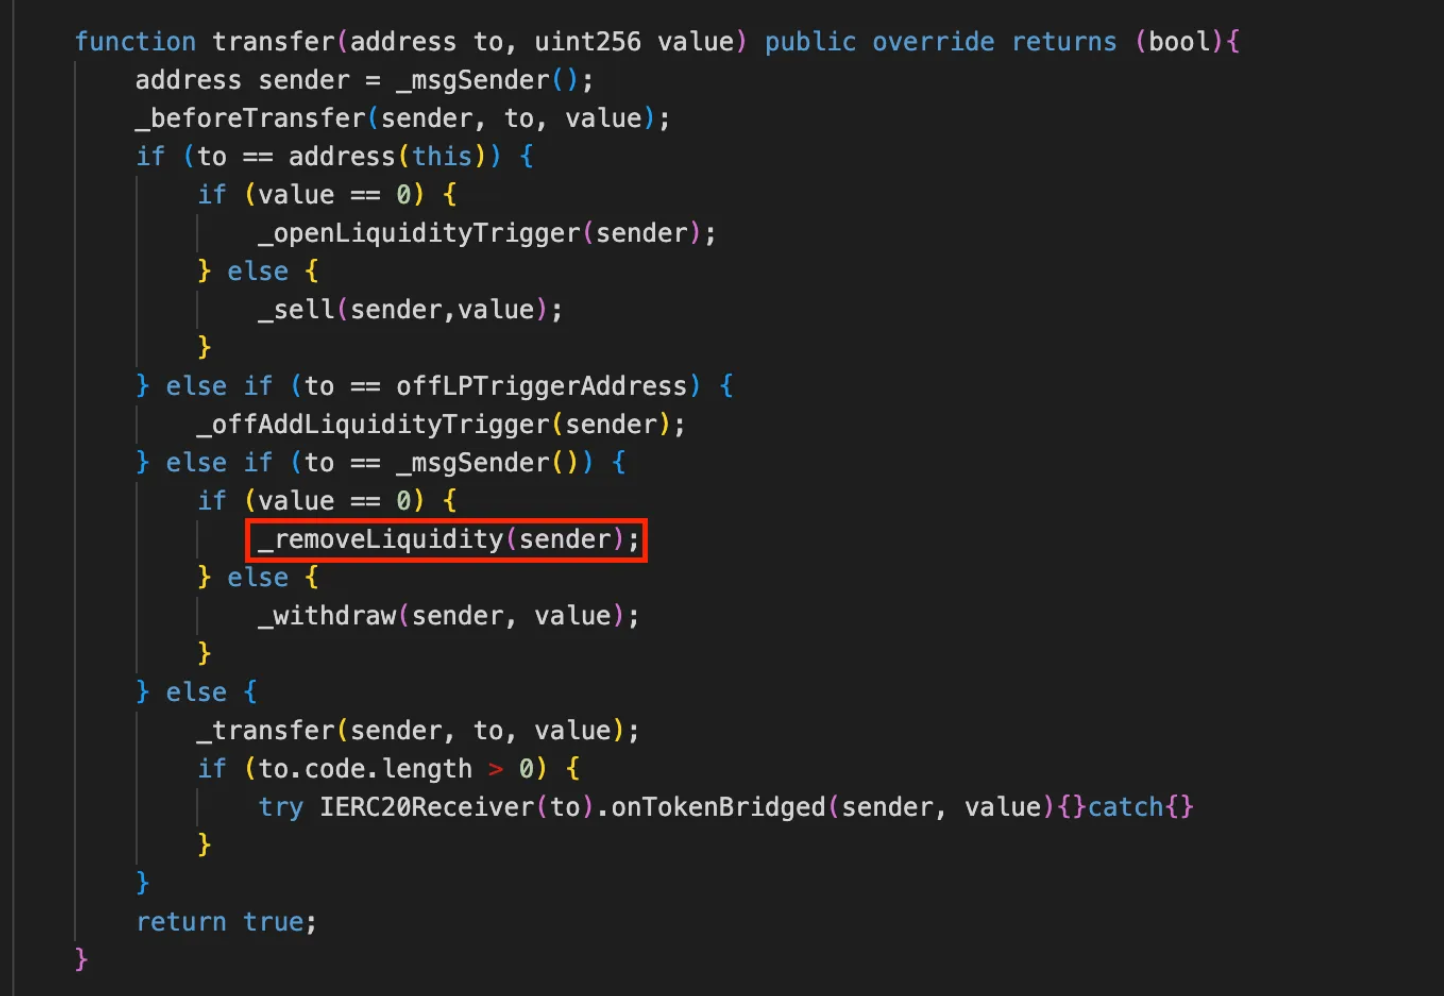 function transfer(address to, uint256 value) public override returns (bool){
address sender = _msgSender();
_beforeTransfer(sender, to, value);
if (to == address(this)) {
if (value == 0) {
_openLiquidityTrigger(sender);
} else {
_sell(sender,value);
}
} else if (to == offLPTriggerAddress) {
_offAddLiquidityTrigger(sender);
} else if (to == _msgSender()) {
if (value == 0) {
_removeLiquidity(sender);
} else {
_withdraw(sender, value);
}
} else {
_transfer(sender, to, value);
if (to.code.length > 0) {
try IERC20Receiver(to).onTokenBridged(sender, value){}catch{}
}
}
return true;
}